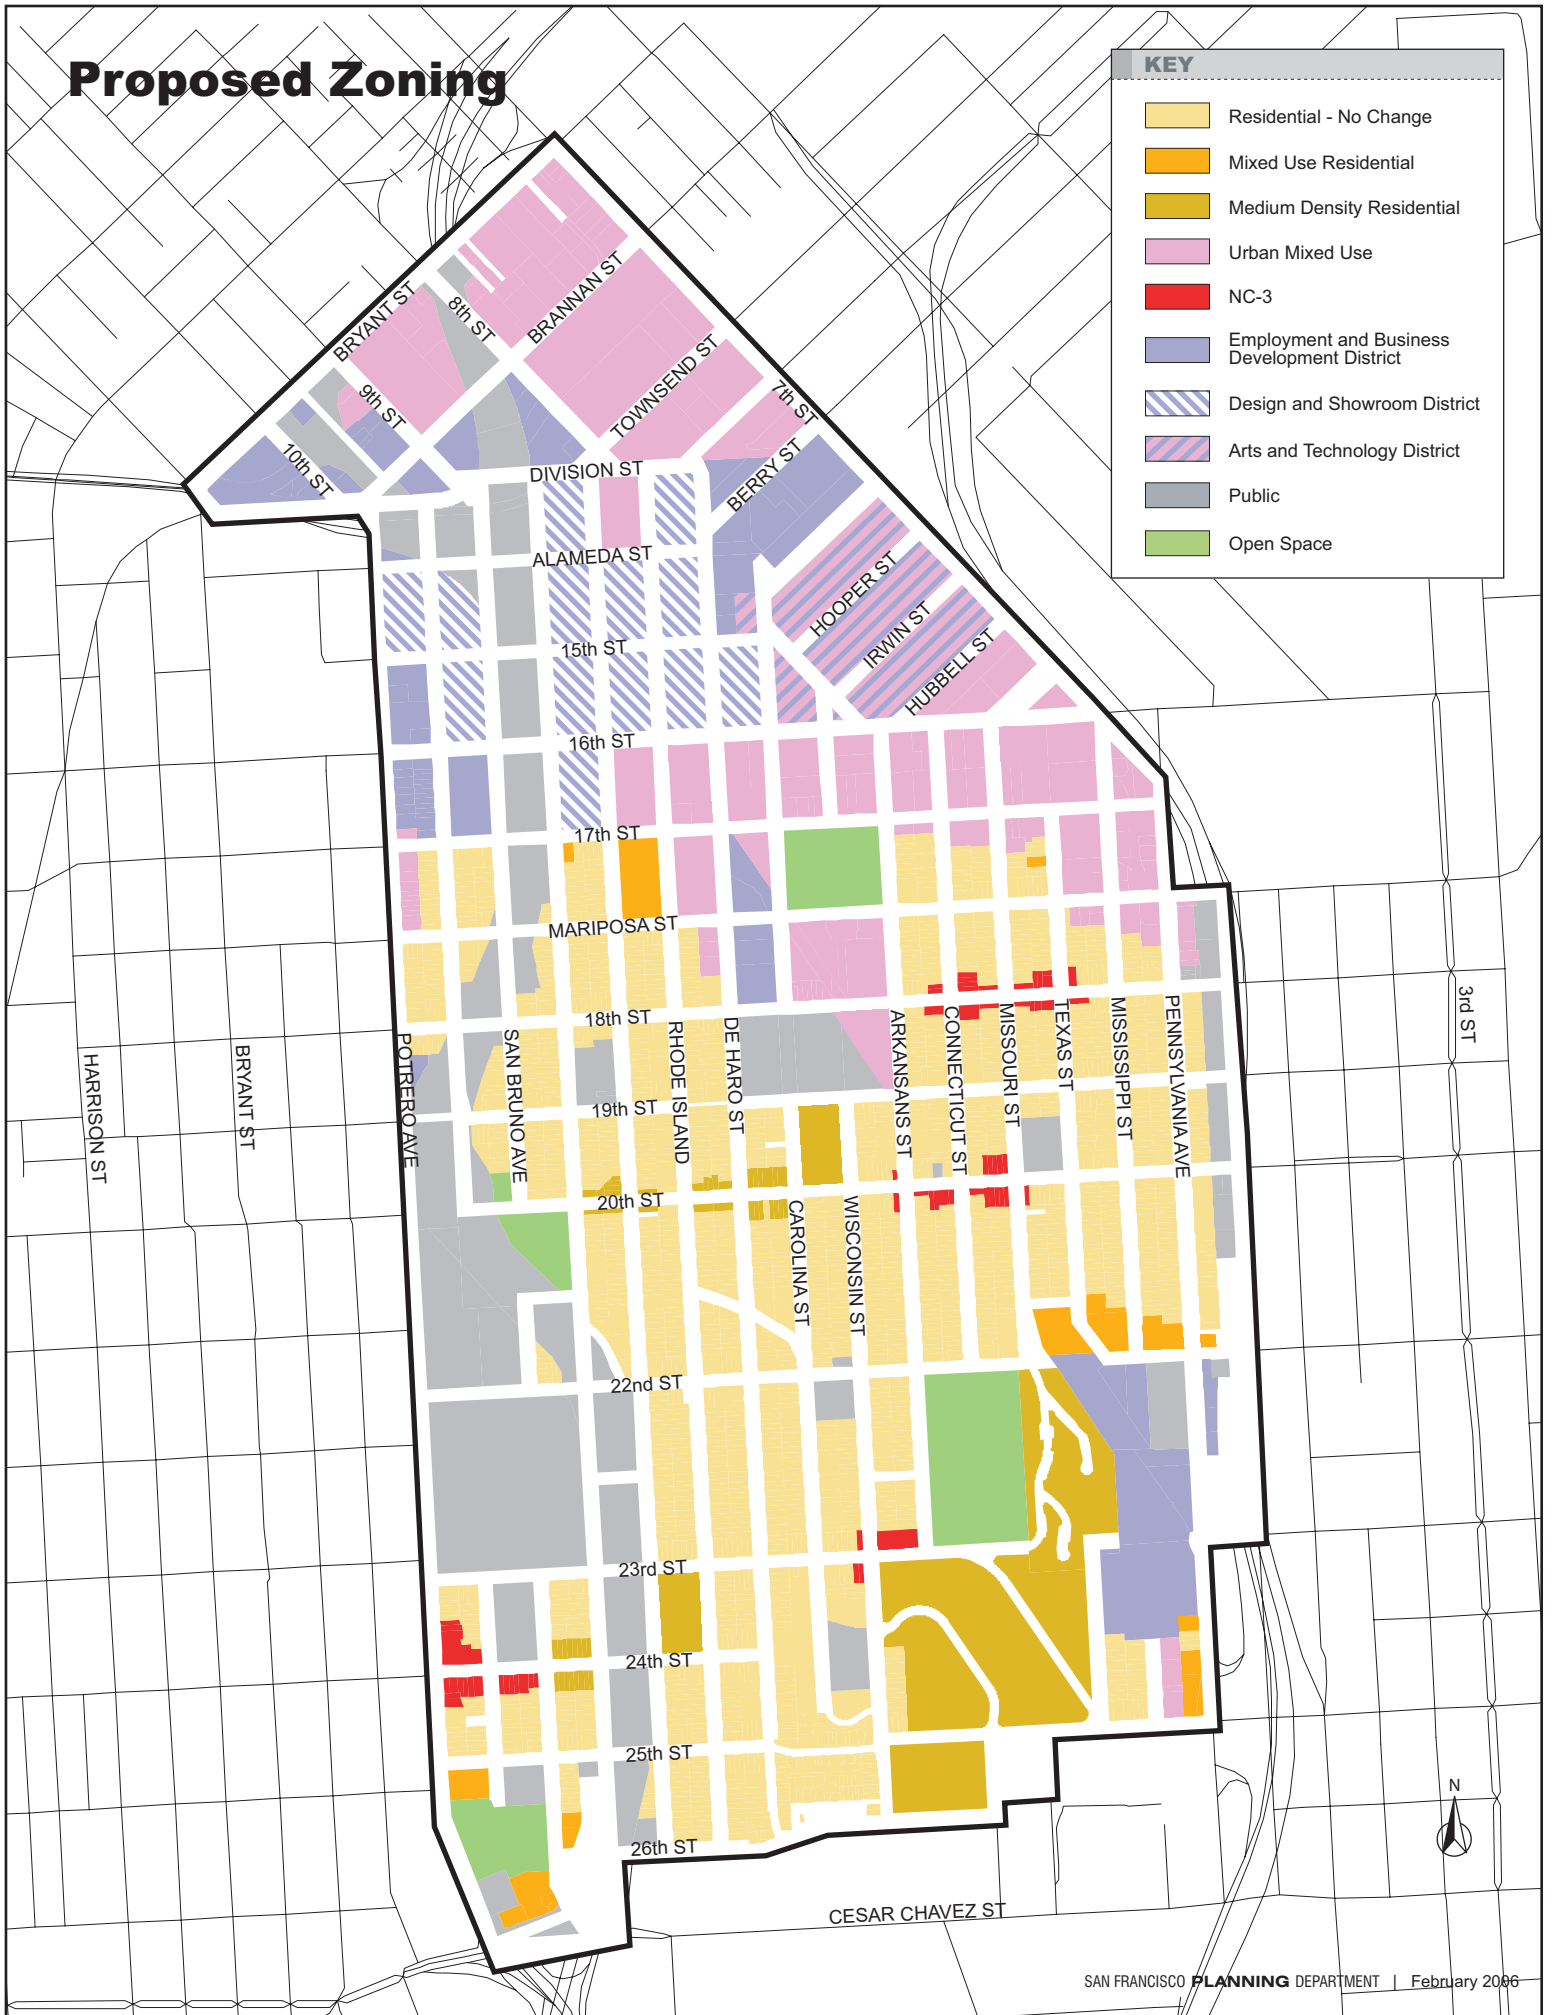 Proposed Zoning
KEY
Residential - No Change
Mixed Use Residential
Medium Density Residential
Urban Mixed Use
NC-3
Employment and Business
Development District
Design and Showroom District
Arts and Technology District
Public
Open Space
BRYANT ST
8th ST
BRANNAN ST
9th ST
TOWNSEND ST
7th ST
10th ST
DIVISION ST
BERRY ST
ALAMEDA ST
HOOPER ST
IRWIN ST
15th ST
HUBBELL ST
16th ST
17th ST
MARIPOSA ST
18th ST
3rd ST
HARRISON ST
BRYANT ST
POTRERO AVE
SAN BRUNO AVE
RHODE ISLAND
DE HARO ST
ARKANSANS ST
CONNECTICUT ST
MISSOURI ST
TEXAS ST
MISSISSIPPI ST
PENNSYLVANIA AVE
19th ST
20th ST
CAROLINA ST
WISCONSIN ST
22nd ST
23rd ST
24th ST
25th ST
26th ST
N
CESAR CHAVEZ ST
SAN FRANCISCO PLANNING DEPARTMENT | February 2006